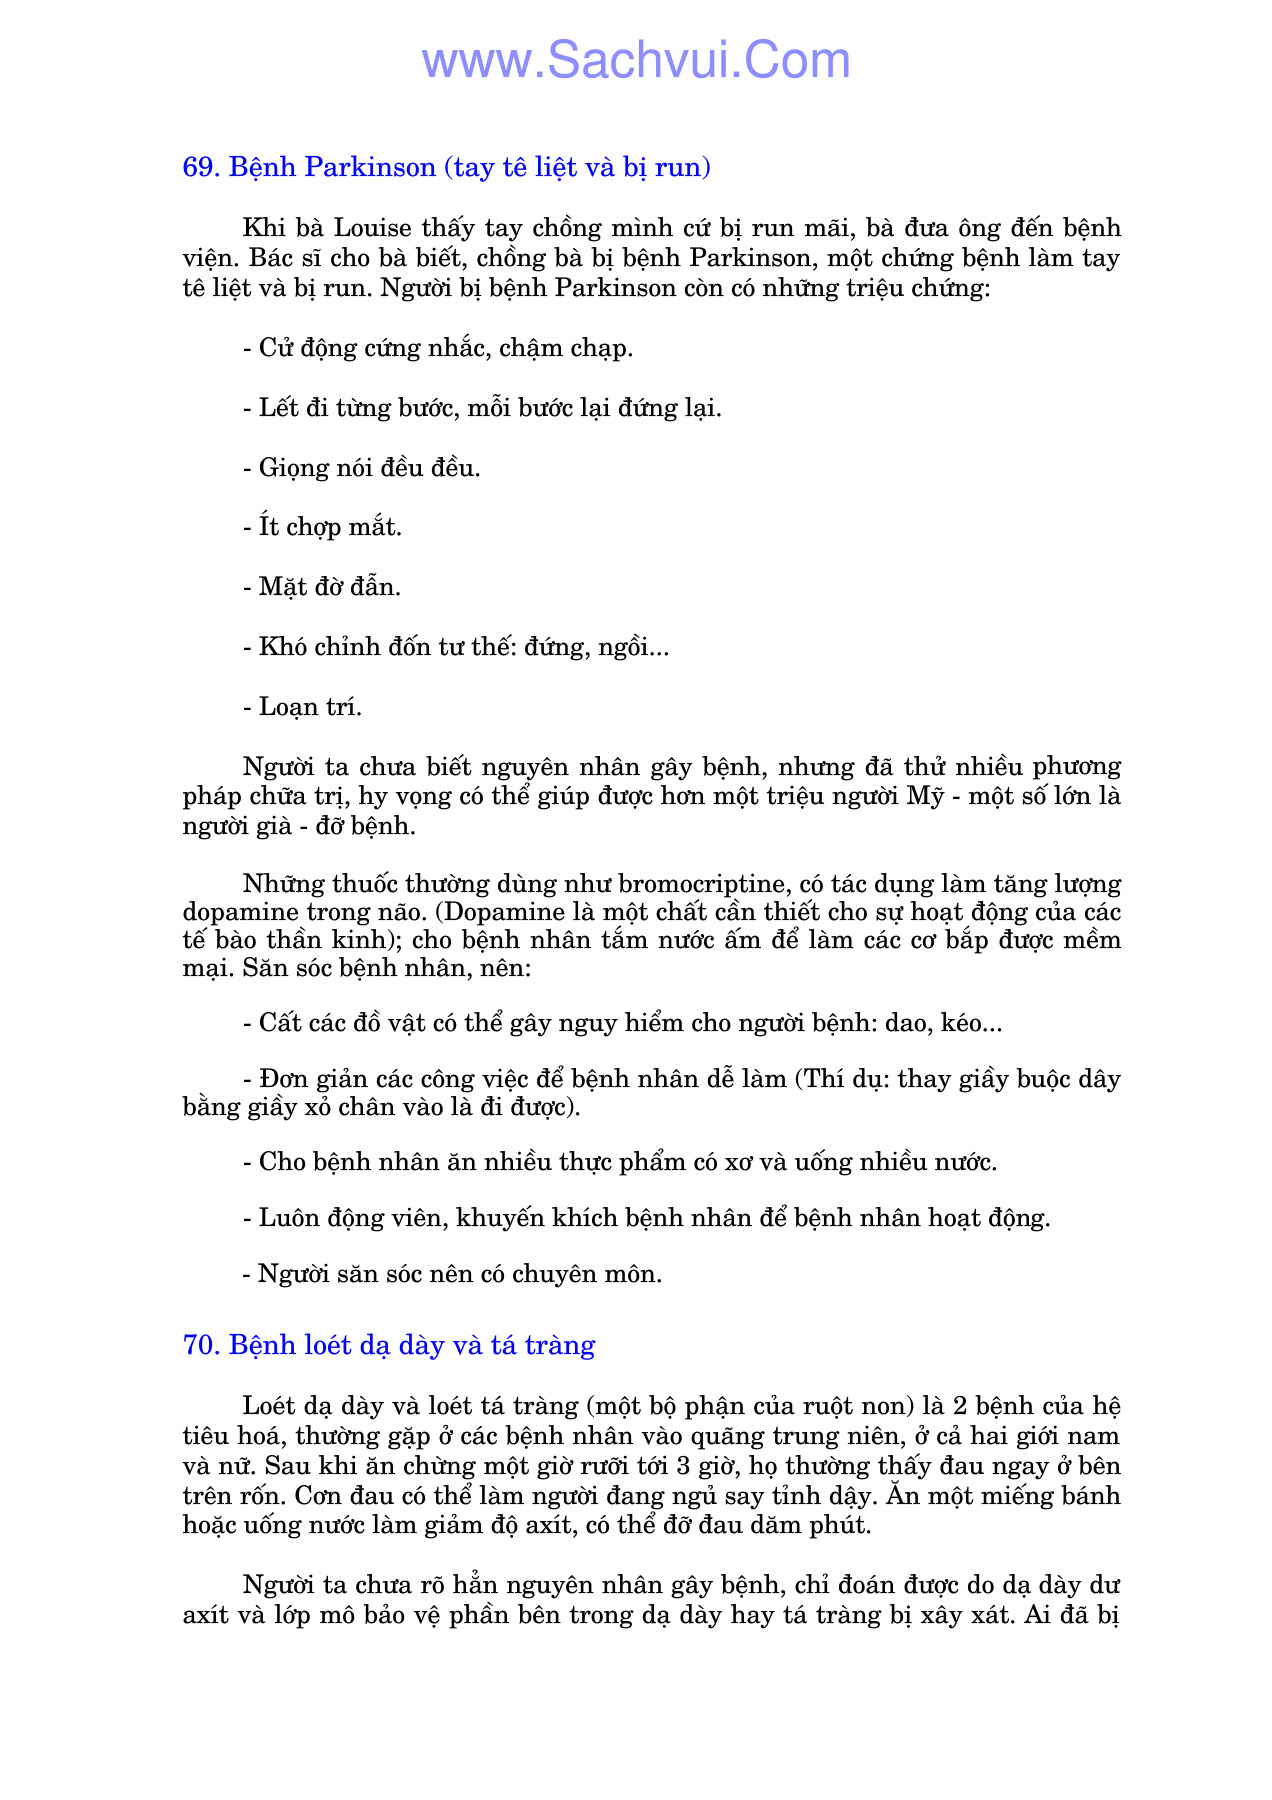 www.Sachvui.Com
69. Bệnh Parkinson (tay tê liệt và bị run)
Khi bà Louise thấy tay chồng mình cứ bị run mãi, bà đưa ông đến bệnh
viện. Bác sĩ cho bà biết, chồng bà bị bệnh Parkinson, một chứng bệnh làm tay
tê liệt và bị run. Người bị bệnh Parkinson còn có những triệu chứng:
- Cử động cứng nhắc, chậm chạp.
- Lết đi từng bước, mỗi bước lại đứng lại.
- Giọng nói đều đều.
- Ít chợp mắt.
- Mặt đờ đẫn.
- Khó chỉnh đốn tư thế: đứng, ngồi...
- Loạn trí.
Người ta chưa biết nguyên nhân gây bệnh, nhưng đã thử nhiều phương
pháp chữa trị, hy vọng có thể giúp được hơn một triệu người Mỹ - một số lớn là
người già - đỡ bệnh.
Những thuốc thường dùng như bromocriptine, có tác dụng làm tăng lượng
dopamine trong não. (Dopamine là một chất cần thiết cho sự hoạt động của các
tế bào thần kinh); cho bệnh nhân tắm nước ấm để làm các cơ bắp được mềm
mại. Săn sóc bệnh nhân, nên:
- Cất các đồ vật có thể gây nguy hiểm cho người bệnh: dao, kéo...
- Đơn giản các công việc để bệnh nhân dễ làm (Thí dụ: thay giầy buộc dây
bằng giầy xỏ chân vào là đi được).
- Cho bệnh nhân ăn nhiều thực phẩm có xơ và uống nhiều nước.
- Luôn động viên, khuyến khích bệnh nhân để bệnh nhân hoạt động.
- Người săn sóc nên có chuyên môn.
70. Bệnh loét dạ dày và tá tràng
Loét dạ dày và loét tá tràng (một bộ phận của ruột non) là 2 bệnh của hệ
tiêu hoá, thường gặp ở các bệnh nhân vào quãng trung niên, ở cả hai giới nam
và nữ. Sau khi ăn chừng một giờ rưỡi tới 3 giờ, họ thường thấy đau ngay ở bên
trên rốn. Cơn đau có thể làm người đang ngủ say tỉnh dậy. Ăn một miếng bánh
hoặc uống nước làm giảm độ axít, có thể đỡ đau dăm phút.
Người ta chưa rõ hẳn nguyên nhân gây bệnh, chỉ đoán được do dạ dày dư
axít và lớp mô bảo vệ phần bên trong dạ dày hay tá tràng bị xây xát. Ai đã bị